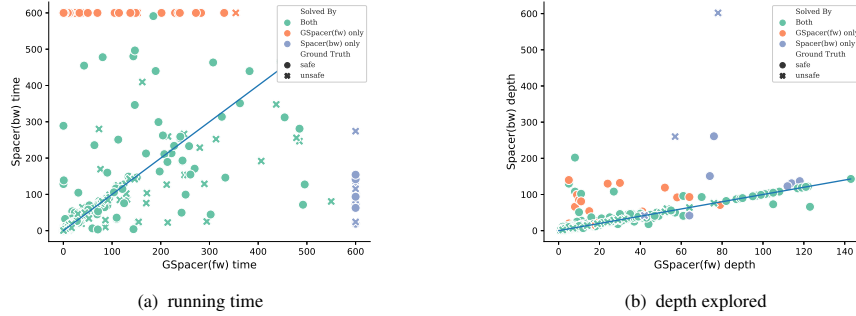 600
500
400
300
200
100
0
Spacer(bw) time
0 100 200 300 400 500 600
GSpacer(fw) time
Solved By
Both
GSpacer(fw) only
Spacer(bw) only
Ground Truth
safe
unsafe
(a) running time
600
500
400
300
200
100
0
Spacer(bw) depth
0 20 40 60 80 100 120 140
GSpacer(fw) depth
Solved By
Both
GSpacer(fw) only
Spacer(bw) only
Ground Truth
safe
unsafe
(b) depth explored